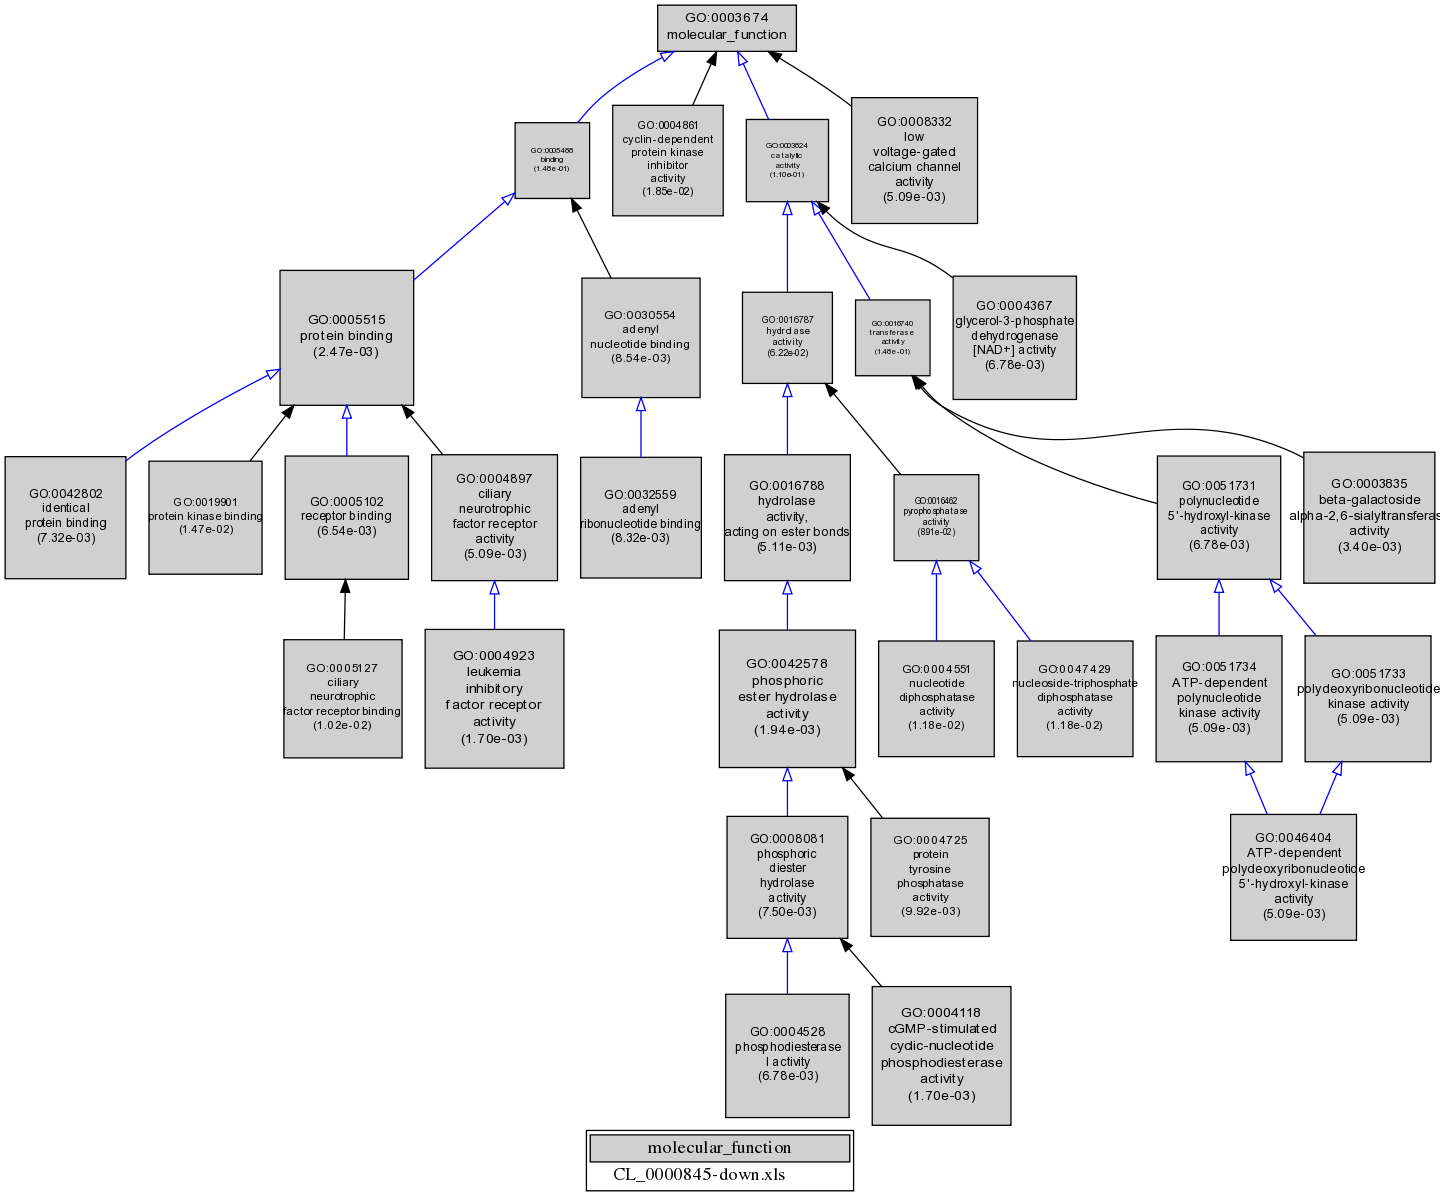 GO:0003674
molecular_function
GO:0005488
binding
(1.48e-01)
GO:0004861
cyclin-dependent
protein kinase
inhibitor
activity
(1.85e-02)
GO:0003824
catalytic
activity
(1.10e-01)
GO:0008332
low
voltage-gated
calcium channel
activity
(5.09e-03)
GO:0005515
protein binding
(2.47e-03)
GO:0030554
adenyl
nucleotide binding
(8.54e-03)
GO:0016787
hydrolase
activity
(6.22e-02)
GO:0016740
transferase
activity
(1.48e-01)
GO:0004367
glycerol-3-phosphate
dehydrogenase
[NAD+] activity
(6.78e-03)
GO:0042802
identical
protein binding
(7.32e-03)
GO:0019901
protein kinase binding
(1.47e-02)
GO:0005102
receptor binding
(6.54e-03)
GO:0004897
ciliary
neurotrophic
factor receptor
activity
(5.09e-03)
GO:0032559
adenyl
ribonucleotide binding
(8.32e-03)
GO:0016788
hydrolase
activity,
acting on ester bonds
(5.11e-03)
GO:0016462
pyrophosphatase
activity
(891e-02)
GO:0051731
polynucleotide
5'-hydroxyl-kinase
activity
(6.78e-03)
GO:0003835
beta-galactoside
alpha-2,6-sialyltransferas
activity
(3.40e-03)
GO:0005127
ciliary
neurotrophic
factor receptor binding
(1.02e-02)
GO:0004923
leukemia
inhibitory
factor receptor
activity
(1.70e-03)
GO:0042578
phosphoric
ester hydrolase
activity
(1.94e-03)
GO:0004551
nucleotide
diphosphatase
activity
(1.18e-02)
GO:0047429
nucleoside-triphosphate
diphosphatase
activity
(1.18e-02)
GO:0051734
ATP-dependent
polynucleotide
kinase activity
(5.09e-03)
GO:0051733
polydeoxyribonucleotide
kinase activity
(5.09e-03)
GO:0008081
phosphoric
diester
hydrolase
activity
(7.50e-03)
GO:0004725
protein
tyrosine
phosphatase
activity
(9.92e-03)
GO:0046404
ATP-dependent
polydeoxyribonucleotide
5'-hydroxyl-kinase
activity
(5.09e-03)
GO:0004528
phosphodiesterase
I activity
(6.78e-03)
GO:0004118
cGMP-stimulated
cyclic-nucleotide
phosphodiesterase
activity
(1.70e-03)
molecular_function
CL_0000845-down.xls